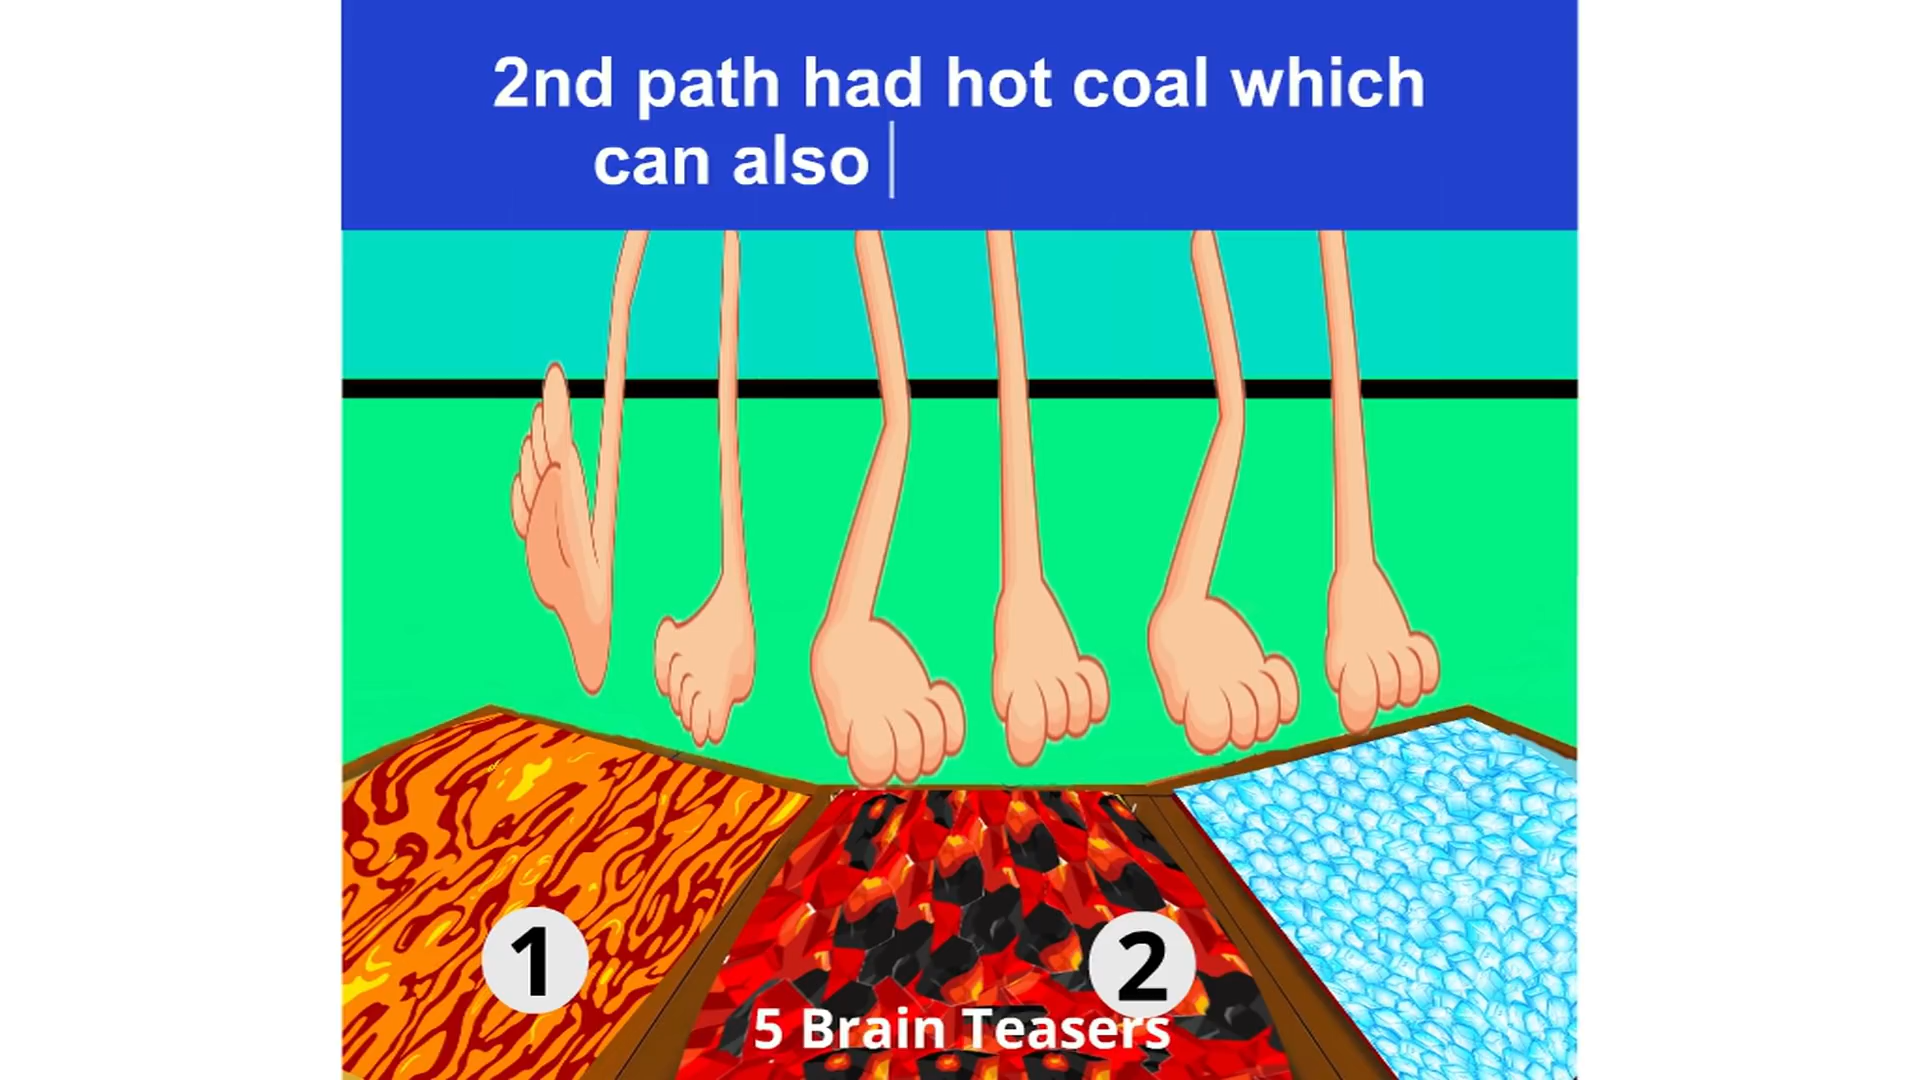 2nd path had hot coal which
can also
1
2
5 Brain Teasers